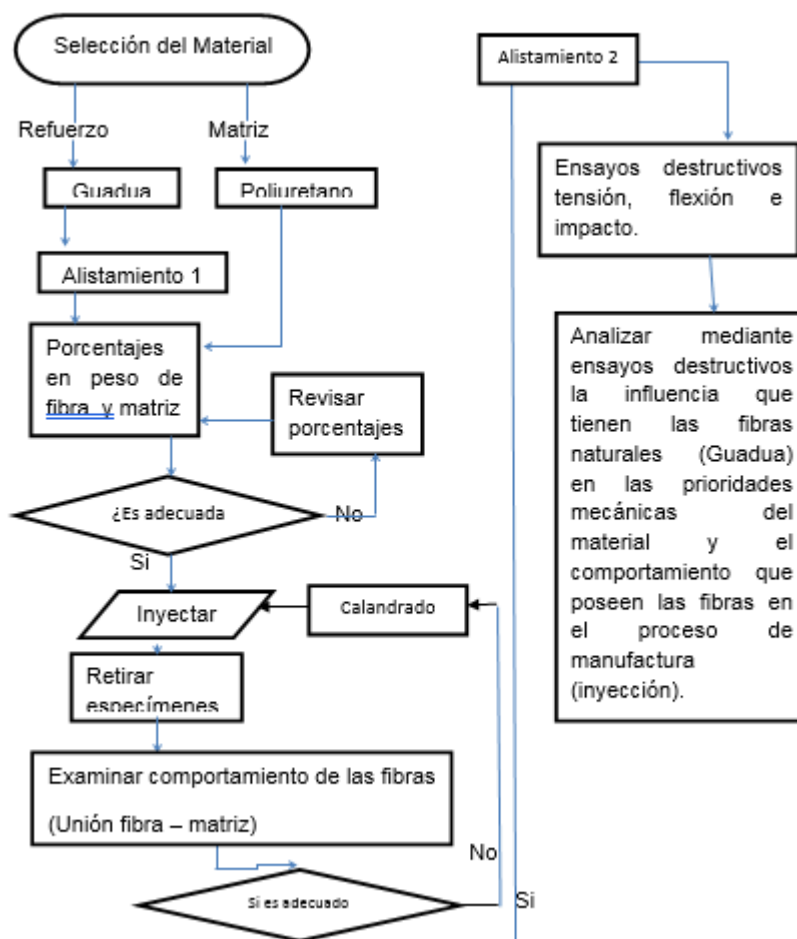 Selección del Material
Refuerzo
Matriz
Guadua
Poliuretano
Alistamiento 1
Porcentajes
en peso de
fibra y matriz
Revisar
porcentajes
¿Es adecuada
No
Si
Inyectar
Calandrado
Retirar
especímenes
Examinar comportamiento de las fibras
(Unión fibra – matriz)
No
Si es adecuado
Si
Alistamiento 2
Ensayos destructivos
tensión, flexión e
impacto.
Analizar mediante
ensayos destructivos
la influencia que
tienen las fibras
naturales (Guadua)
en las prioridades
mecánicas del
material y el
comportamiento que
poseen las fibras en
el proceso de
manufactura
(inyección).